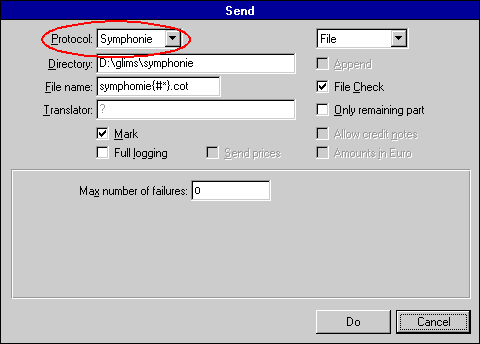 Send
Protocol: Symphonie File
Directory: D:\glims\symphonie Append
File name: symphomie{#*}.cot File Check
Translator: ? Only remaining part
Mark Allow credit notes
Full logging Send prices Amounts in Euro
Max number of failures: 0
Do Cancel